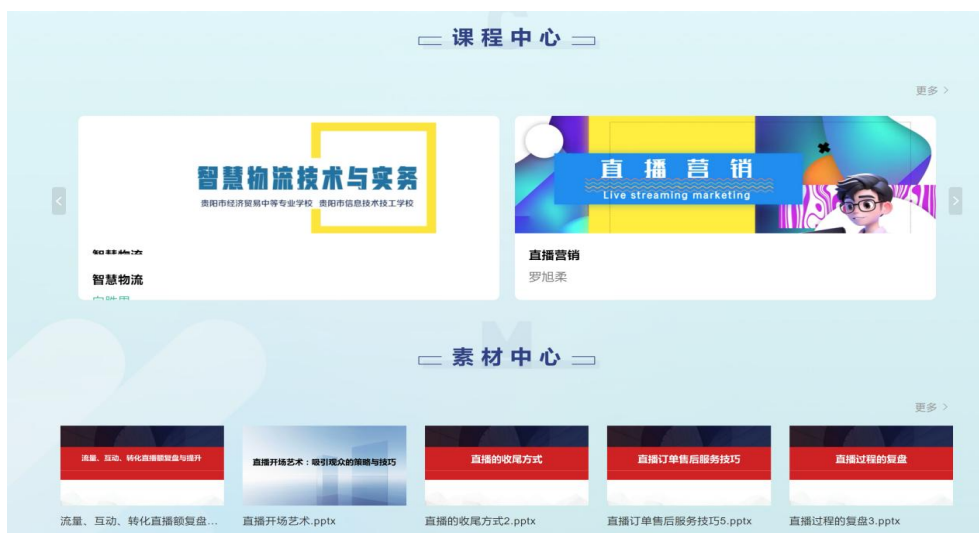 课程中心
更多 >
智慧物流技术与实务
贵阳市经济贸易中等专业学校 贵阳市信息技术技工学校
智慧物流
智慧物流
直播营销
Live streaming marketing
直播营销
罗旭柔
素材中心
更多 >
流量、互动、转化直播额复盘与提升
直播开场艺术：吸引观众的策略与技巧
直播的收尾方式
直播订单售后服务技巧
直播过程的复盘
流量、互动、转化直播额复盘...
直播开场艺术.pptx
直播的收尾方式2.pptx
直播订单售后服务技巧5.pptx
直播过程的复盘3.pptx